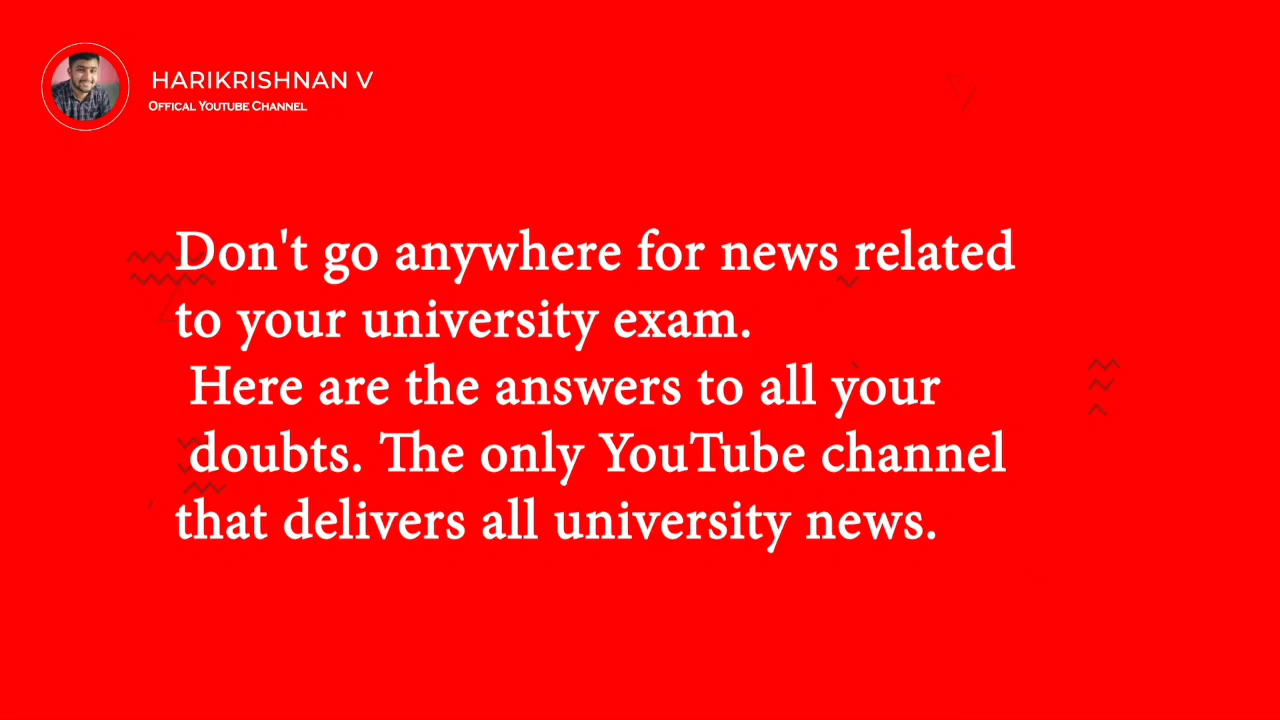 HARIKRISHNAN V
OFFICAL YOUTUBE CHANNEL
Don't go anywhere for news related
to your university exam.
Here are the answers to all your
doubts. The only YouTube channel
that delivers all university news.